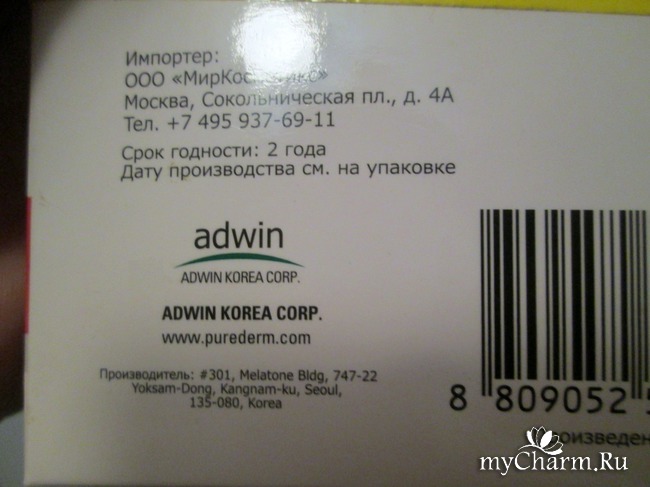 Импортер:
ООО
Москва, Сокольническая пл., д. 4А
Тел. +7 495 937-69-11
Срок годности: 2 года
Дату производства см. на упаковке
adwin
ADWIN KOREA CORP.
ADWIN KOREA CORP.
www.purederm.com
Производитель: #301, Melatone Bldg, 747-22
Yoksam-Dong, Kangnam-ku, Seoul,
135-080, Korea
8 809052
myCharm.Ru